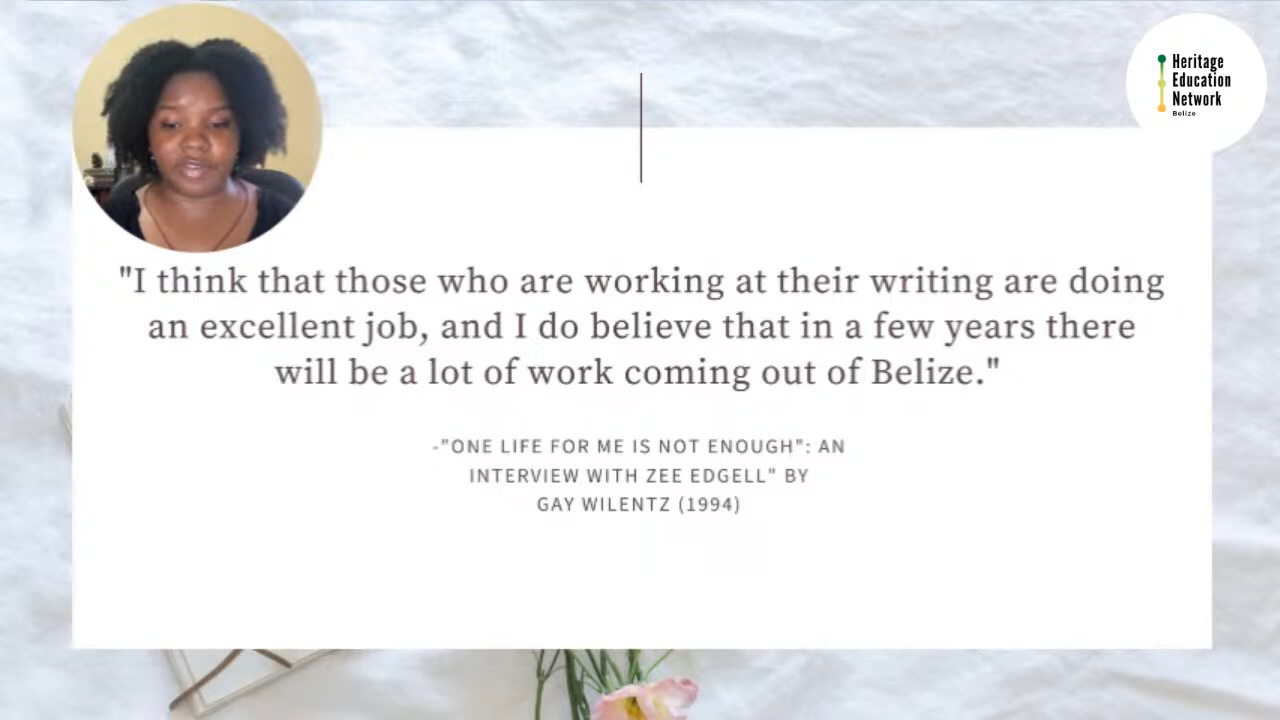 Heritage
Education
Network
Belize
"I think that those who are working at their writing are doing
an excellent job, and I do believe that in a few years there
will be a lot of work coming out of Belize."
-"ONE LIFE FOR ME IS NOT ENOUGH": AN
INTERVIEW WITH ZEE EDGELL" BY
GAY WILENTZ (1994)